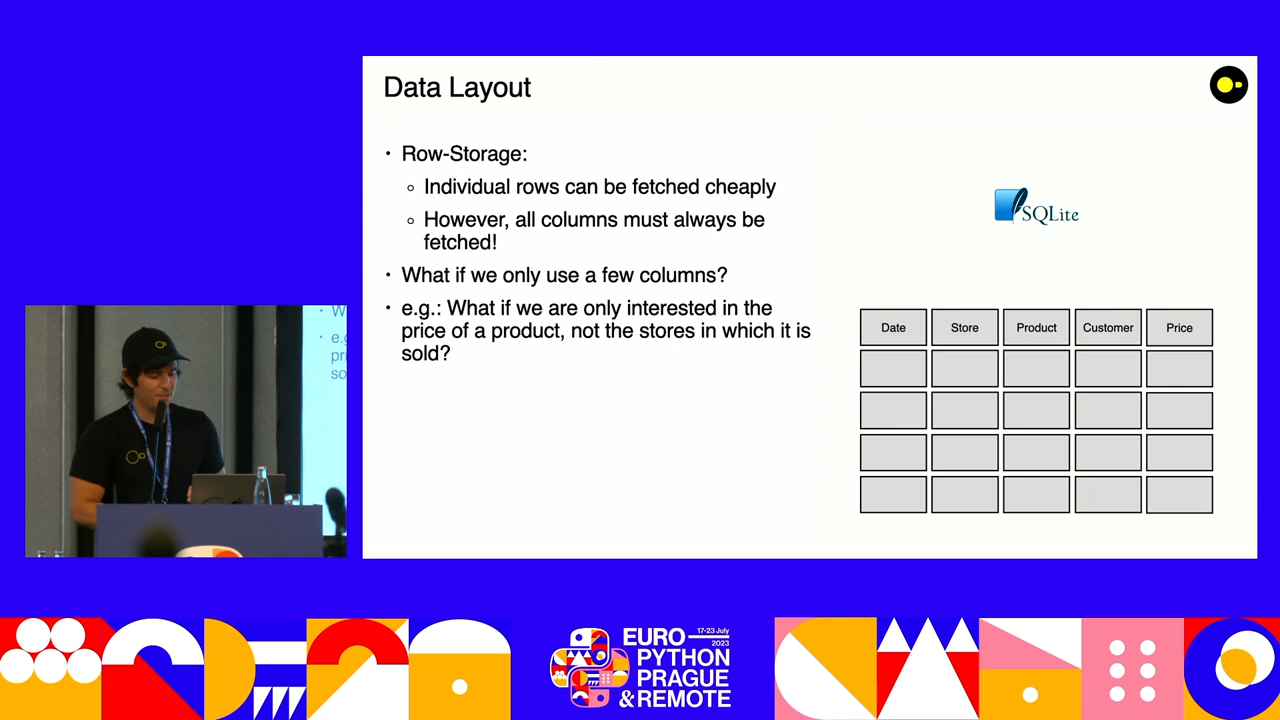 Data Layout
• Row-Storage:
◦ Individual rows can be fetched cheaply
◦ However, all columns must always be
fetched!
• What if we only use a few columns?
• e.g.: What if we are only interested in the
price of a product, not the stores in which it is
sold?
SQLite
Date Store Product Customer Price
• W
• e.g
pri
so
17-23 July
2023
EURO
PYTHON
PRAGUE
& REMOTE